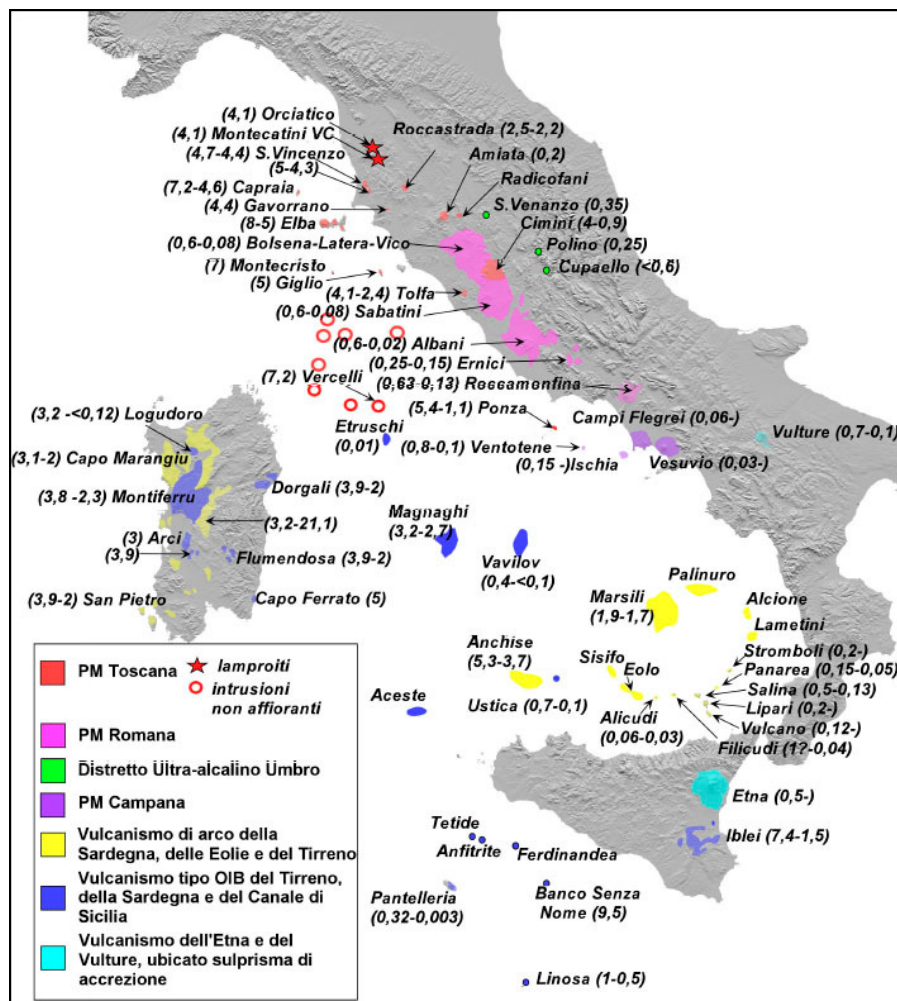 (4,1) Orciatico
(4,1) Montecatini VC
(4,7-4,4) S.Vincenzo
(5-4,3)
(7,2-4,6) Capraia
(4,4) Gavorrano
(8-5) Elba
(0,6-0,08) Bolsena-Latera-Vico
(7) Montecristo
(5) Giglio
(4,1-2,4) Tolfa
(0,6-0,08) Sabatini
(0,6-0,02) Albani
(0,25-0,15) Ernici
(7,2) Vercelli
(0,63-0,13) Roccamonfina
Roccastrada (2,5-2,2)
Amiata (0,2)
Radicofani
S.Venanzo (0,35)
Cimini (4-0,9)
Polino (0,25)
Cupaello (<0,6)
(5,4-1,1) Ponza
Campi Flegrei (0,06-)
Etruschi
(0,01)
(0,8-0,1) Ventotene
(0,15 -)Ischia
Vesuvio (0,03-)
Vulture (0,7-0,1)
(3,2 -<0,12) Logudoro
(3,1-2) Capo Marangiu
(3,8 -2,3) Montiferru
Dorgali (3,9-2)
(3,2-21,1)
(3) Arci
(3,9)
Flumendosa (3,9-2)
(3,9-2) San Pietro
Capo Ferrato (5)
Magnaghi
(3,2-2,7)
Vavilov
(0,4-<0,1)
Palinuro
Marsili
(1,9-1,7)
Alcione
Lametini
Anchise
(5,3-3,7)
Sisifo
Eolo
Stromboli (0,2-)
Panarea (0,15-0,05)
Salina (0,5-0,13)
Lipari (0,2-)
Vulcano (0,12-)
Filicudi (1?-0,04)
Aceste
Ustica (0,7-0,1)
Alicudi
(0,06-0,03)
Etna (0,5-)
Iblei (7,4-1,5)
Tetide
Anfitrite
Ferdinandea
Pantelleria
(0,32-0,003)
Banco Senza
Nome (9,5)
Linosa (1-0,5)
PM Toscana
lamproiti
intrusioni
non affioranti
PM Romana
Distretto Ultra-alcalino Umbro
PM Campana
Vulcanismo di arco della
Sardegna, delle Eolie e del Tirreno
Vulcanismo tipo OIB del Tirreno,
della Sardegna e del Canale di
Sicilia
Vulcanismo dell'Etna e del
Vulture, ubicato sulprisma di
accrezione